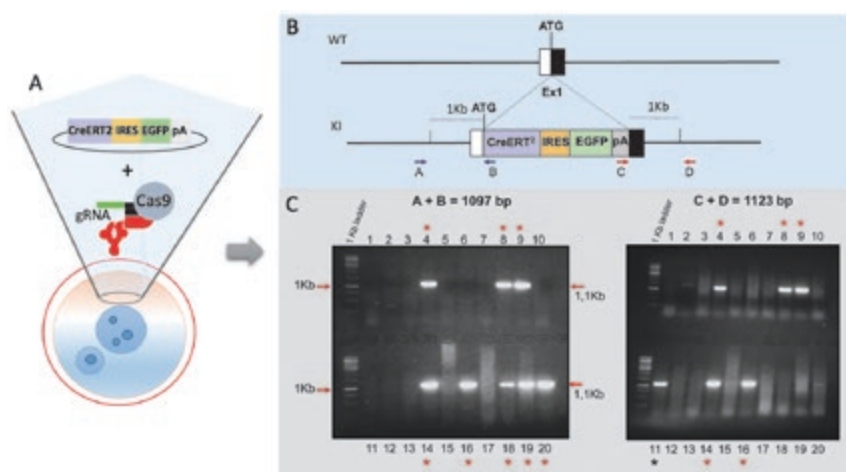 A
CreERT2 IRES EGFP pA
+
gRNA
Cas9
B
WT
ATG
Ex1
1Kb
ATG
1Kb
KI
CreERT² IRES EGFP pA
A
B
C
D
C
A + B = 1097 bp
1 Kb ladder 1 2 3 4 5 6 7 8 9 10
* * *
1Kb
1,1Kb
1Kb
1,1Kb
11 12 13 14 15 16 17 18 19 20
* * * * *
C + D = 1123 bp
* * *
1 Kb ladder 1 2 3 4 5 6 7 8 9 10
11 12 13 14 15 16 17 18 19 20
* * *